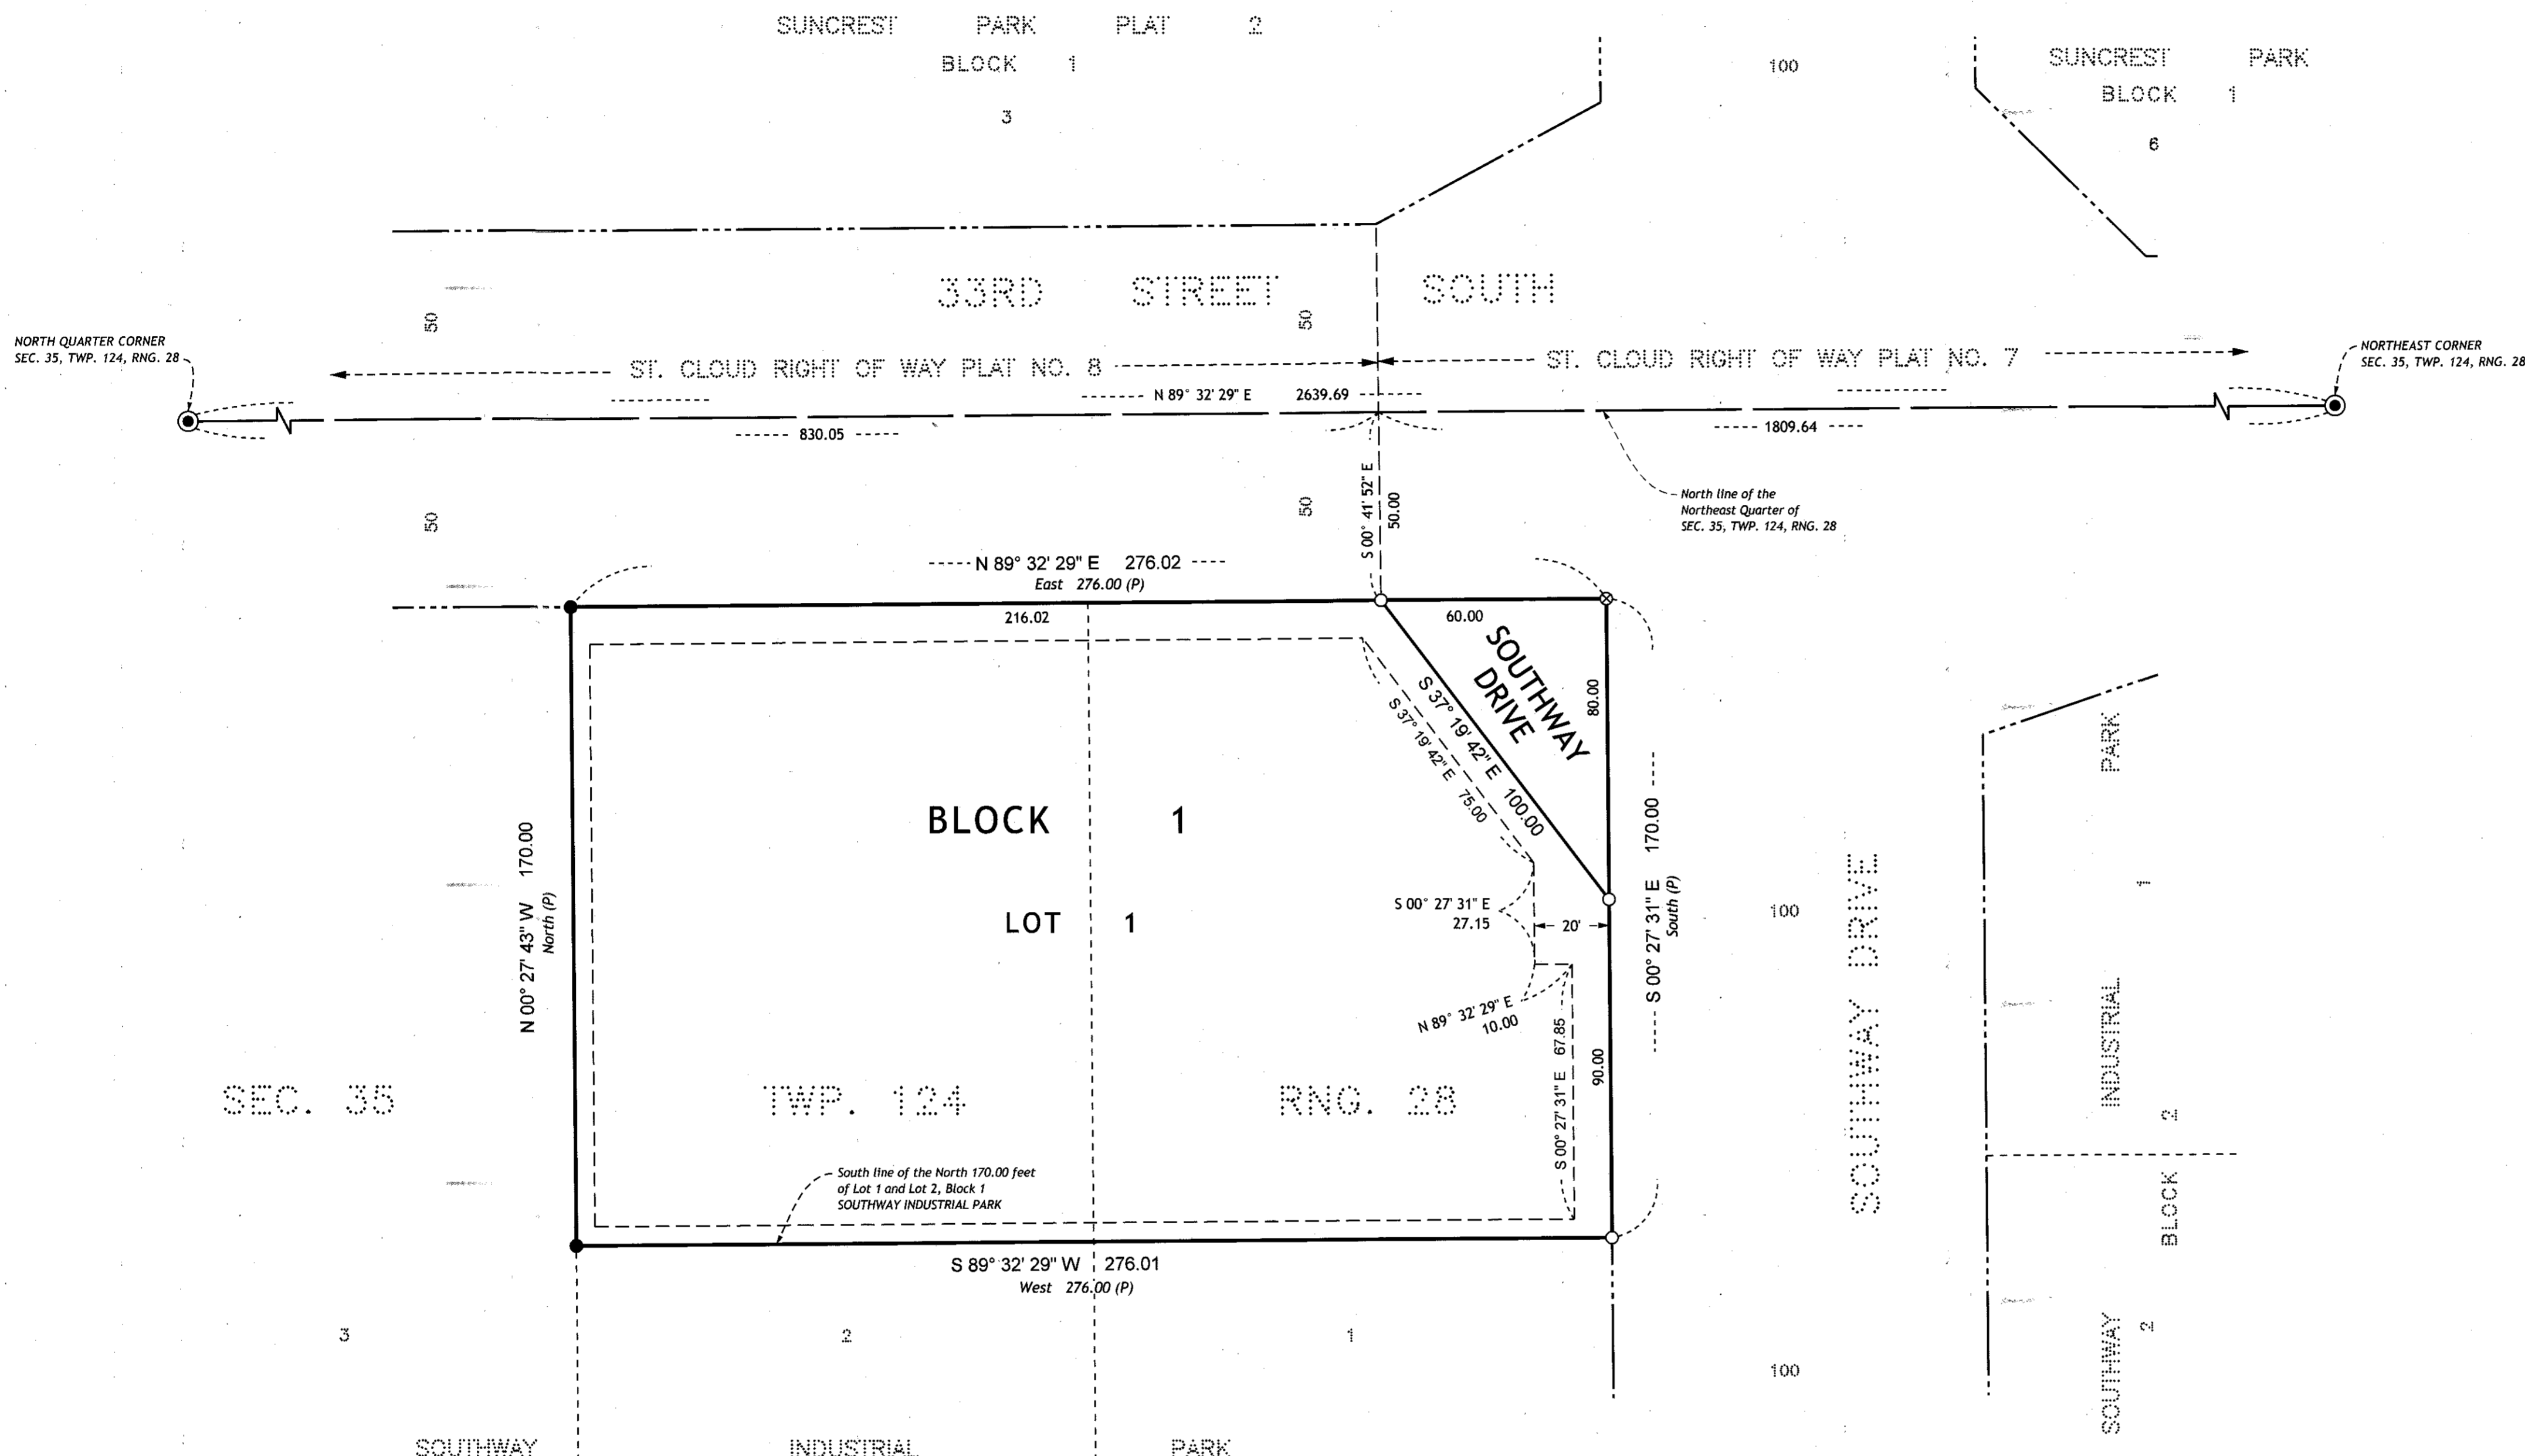 SUNCREST PARK PLAT 2
BLOCK 1
3
100
SUNCREST PARK
BLOCK 1
6
33RD STREET SOUTH
50
50
NORTH QUARTER CORNER
SEC. 35, TWP. 124, RNG. 28
ST. CLOUD RIGHT OF WAY PLAT NO. 8
ST. CLOUD RIGHT OF WAY PLAT NO. 7
NORTHEAST CORNER
SEC. 35, TWP. 124, RNG. 28
N 89° 32' 29" E 2639.69
830.05
1809.64
50
50
S 00° 41' 52" E
50.00
North line of the
Northeast Quarter of
SEC. 35, TWP. 124, RNG. 28
N 89° 32' 29" E 276.02
East 276.00 (P)
216.02
60.00
SOUTHWAY
DRIVE
80.00
S 37° 19' 42" E 100.00
S 37° 19' 42" E 75.00
BLOCK 1
LOT 1
N 00° 27' 43" W 170.00
North (P)
S 00° 27' 31" E
27.15
20'
N 89° 32' 29" E
10.00
S 00° 27' 31" E 67.85
90.00
S 00° 27' 31" E 170.00
South (P)
100
SOUTHWAY DRIVE
SOUTHWAY INDUSTRIAL PARK
BLOCK 2
1
2
SEC. 35 TWP. 124 RNG. 28
South line of the North 170.00 feet
of Lot 1 and Lot 2, Block 1
SOUTHWAY INDUSTRIAL PARK
S 89° 32' 29" W 276.01
West 276.00 (P)
3 2 1
100
SOUTHWAY INDUSTRIAL PARK